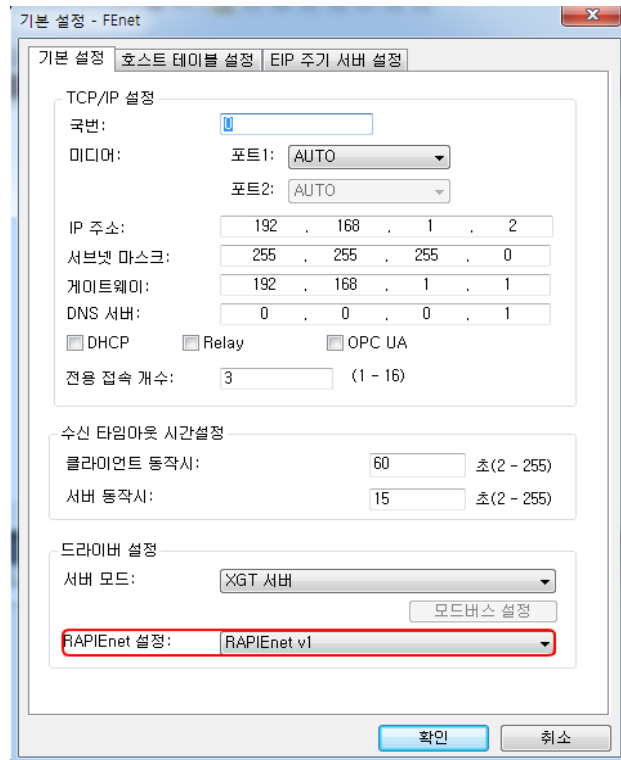 기본 설정 - FEnet
기본 설정 호스트 테이블 설정 EIP 주기 서버 설정
TCP/IP 설정
국번: 0
미디어: 포트1: AUTO
포트2: AUTO
IP 주소: 192 . 168 . 1 . 2
서브넷 마스크: 255 . 255 . 255 . 0
게이트웨이: 192 . 168 . 1 . 1
DNS 서버: 0 . 0 . 0 . 1
DHCP Relay OPC UA
전용 접속 개수: 3 (1 - 16)
수신 타임아웃 시간설정
클라이언트 동작시: 60 초(2 - 255)
서버 동작시: 15 초(2 - 255)
드라이버 설정
서버 모드: XGT 서버
모드버스 설정
RAPIEnet 설정: RAPIEnet v1
확인 취소